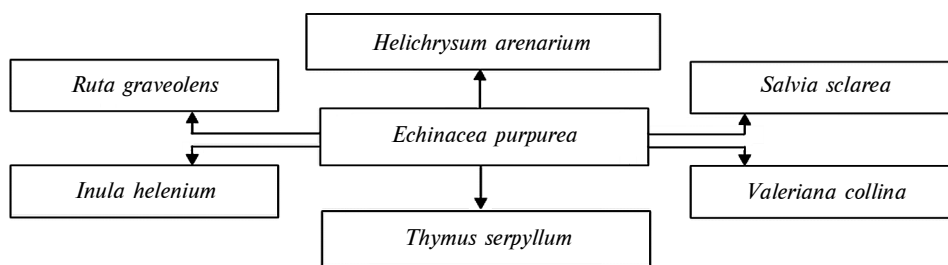 Helichrysum arenarium
Ruta graveolens
Salvia sclarea
Echinacea purpurea
Inula helenium
Valeriana collina
Thymus serpyllum